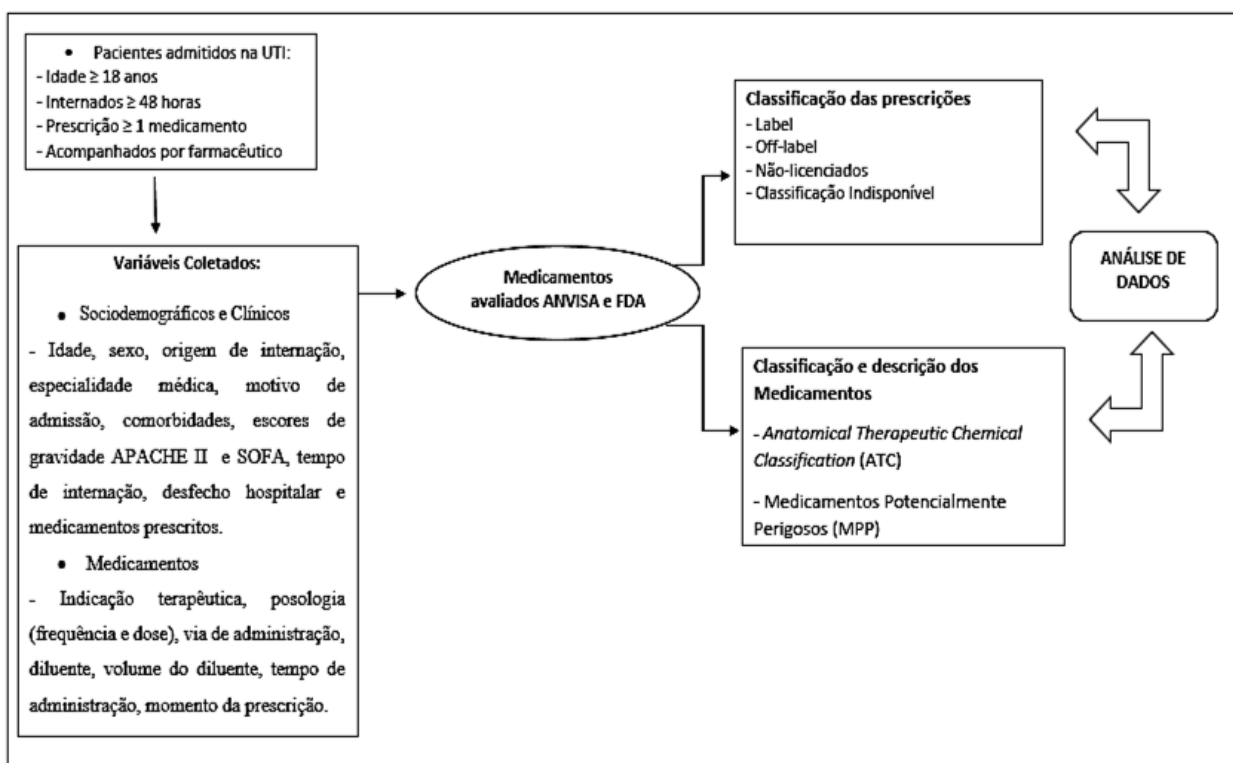 • Pacientes admitidos na UTI:
- Idade ≥ 18 anos
- Internados ≥ 48 horas
- Prescrição ≥ 1 medicamento
- Acompanhados por farmacêutico
Variáveis Coletados:
• Sociodemográficos e Clínicos
- Idade, sexo, origem de internação,
especialidade médica, motivo de
admissão, comorbidades, escores de
gravidade APACHE II e SOFA, tempo
de internação, desfecho hospitalar e
medicamentos prescritos.
• Medicamentos
- Indicação terapêutica, posologia
(frequência e dose), via de administração,
diluente, volume do diluente, tempo de
administração, momento da prescrição.
Medicamentos
avaliados ANVISA e FDA
Classificação das prescrições
- Label
- Off-label
- Não-licenciados
- Classificação Indisponível
Classificação e descrição dos
Medicamentos
- Anatomical Therapeutic Chemical
Classification (ATC)
- Medicamentos Potencialmente
Perigosos (MPP)
ANÁLISE DE
DADOS